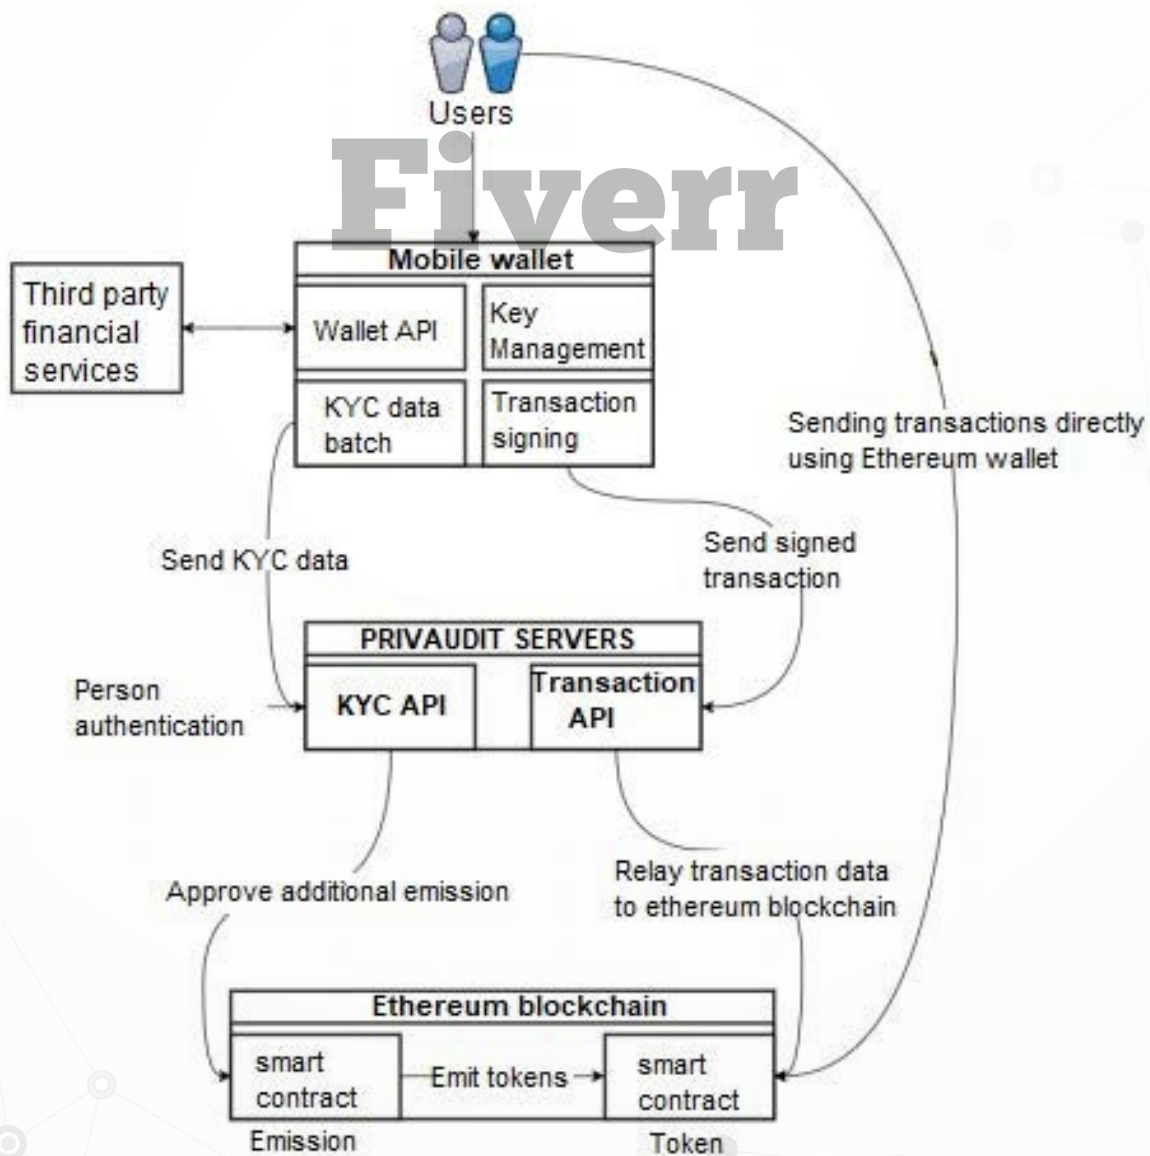 Users
Fiverr
Mobile wallet
Third party
financial
services
Wallet API
Key
Management
KYC data
batch
Transaction
signing
Sending transactions directly
using Ethereum wallet
Send KYC data
Send signed
transaction
PRIVAUDIT SERVERS
Person
authentication
KYC API
Transaction
API
Approve additional emission
Relay transaction data
to ethereum blockchain
Ethereum blockchain
smart
contract
Emit tokens
smart
contract
Emission
Token